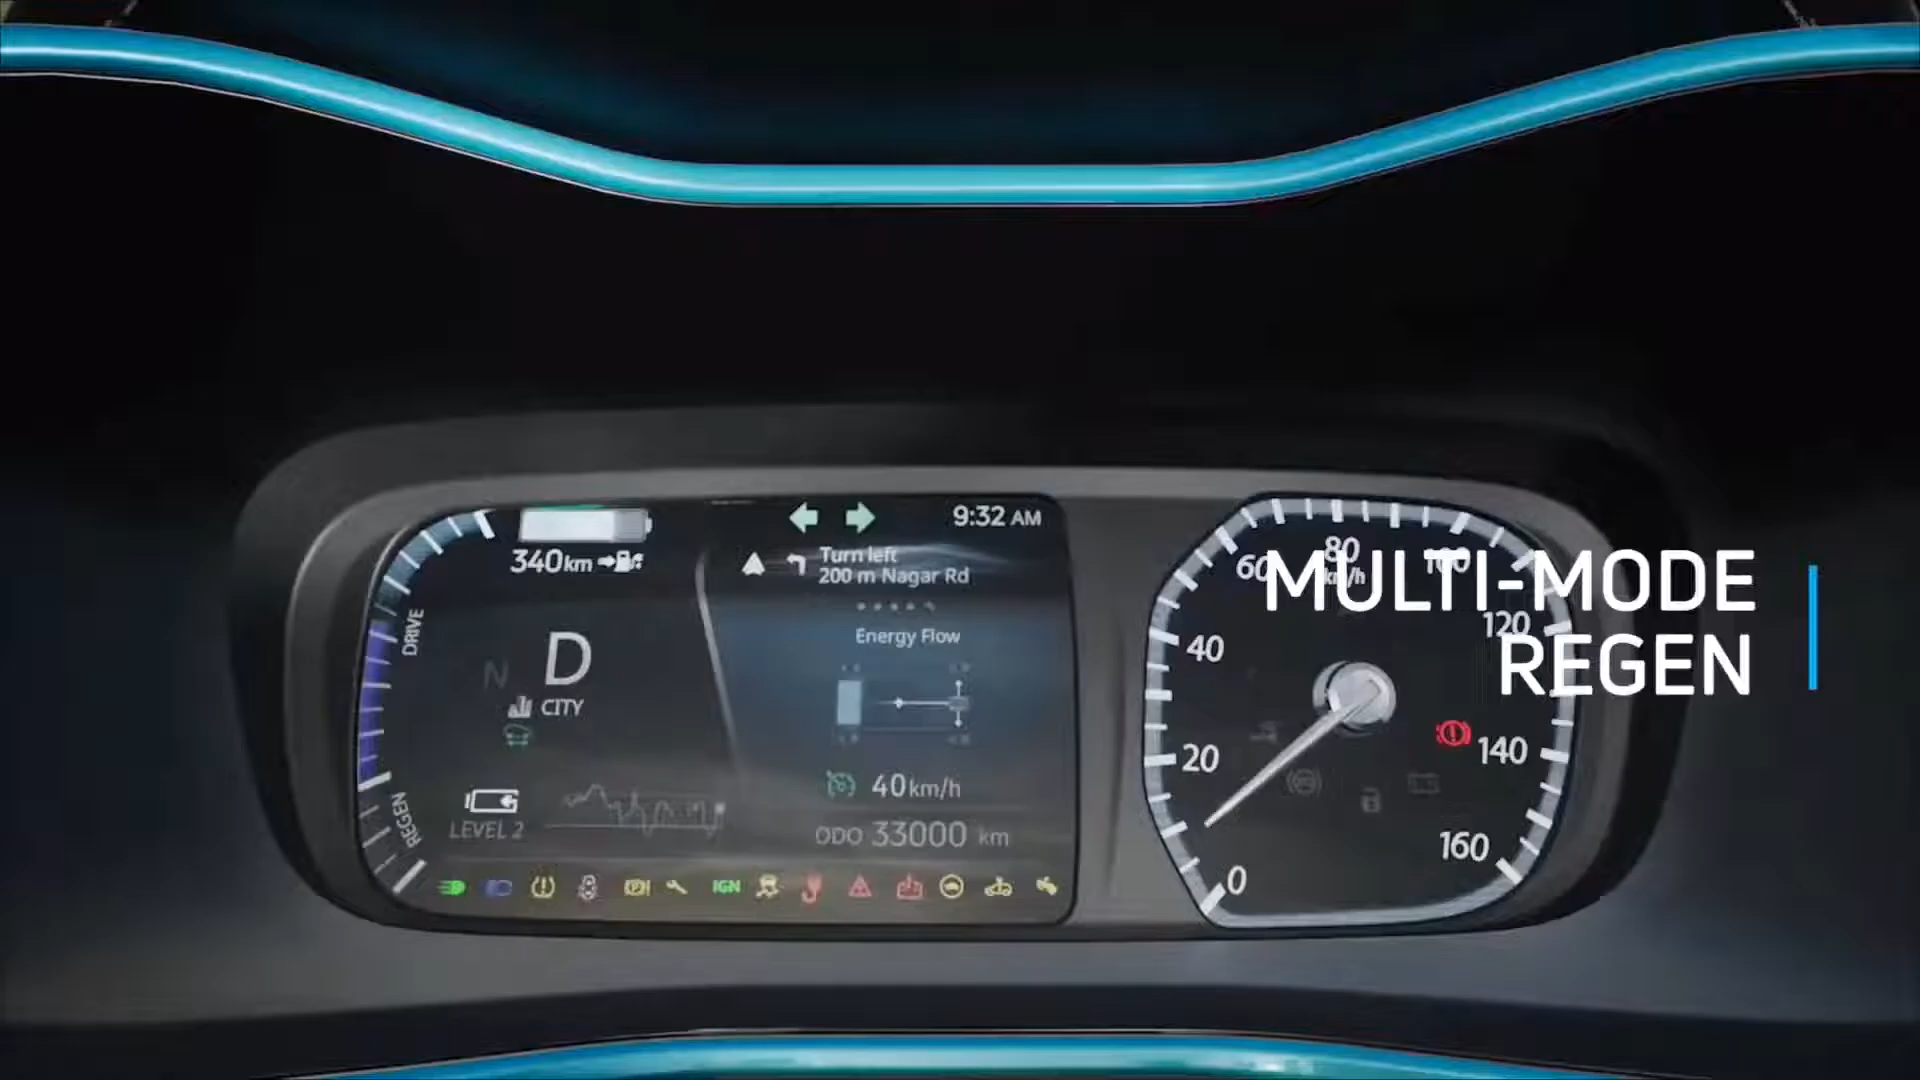 9:32 AM
340km
Turn left
200 m Nagar Rd
Energy Flow
DRIVE
N D
CITY
REGEN
LEVEL 2
40km/h
ODO 33000 km
IGN
0
20
40
60
80
100
120
140
160
km/h
MULTI-MODE
REGEN